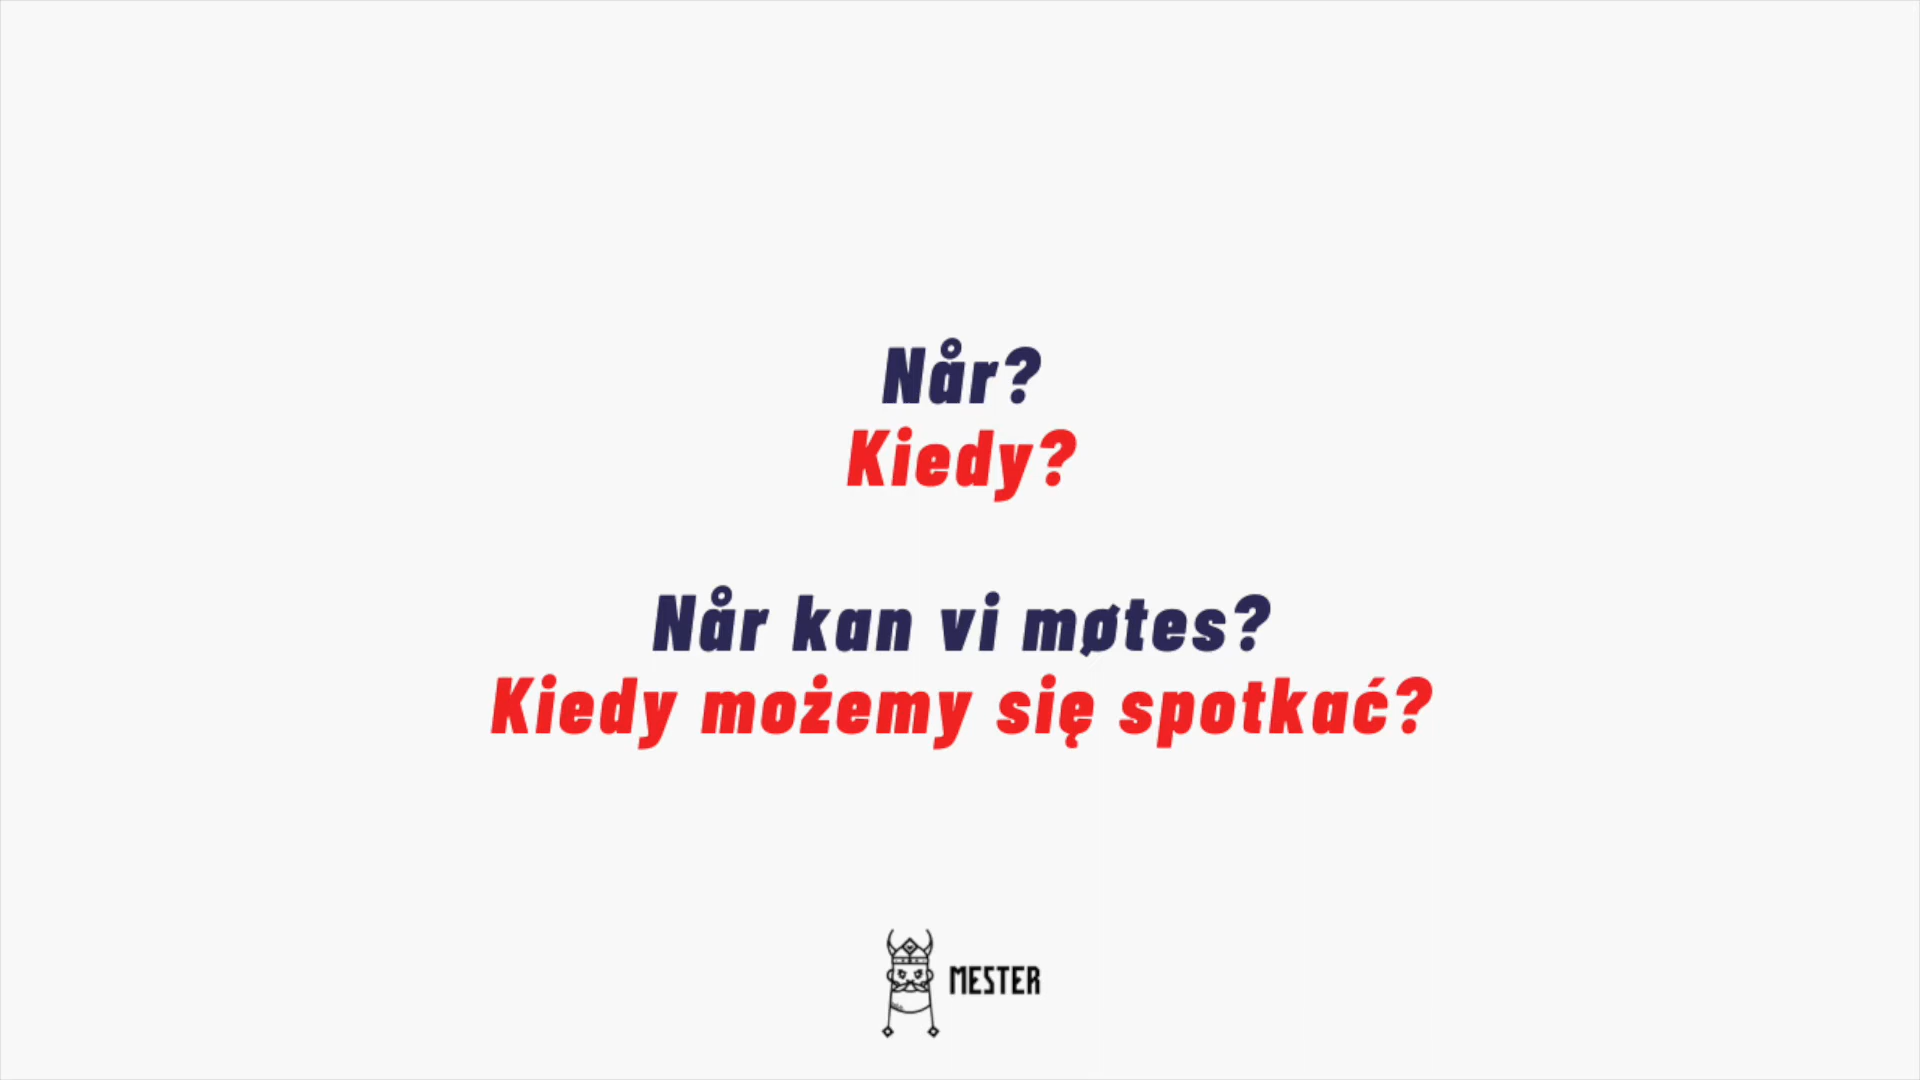 Når?
Kiedy?
Når kan vi møtes?
Kiedy możemy się spotkać?
MESTER